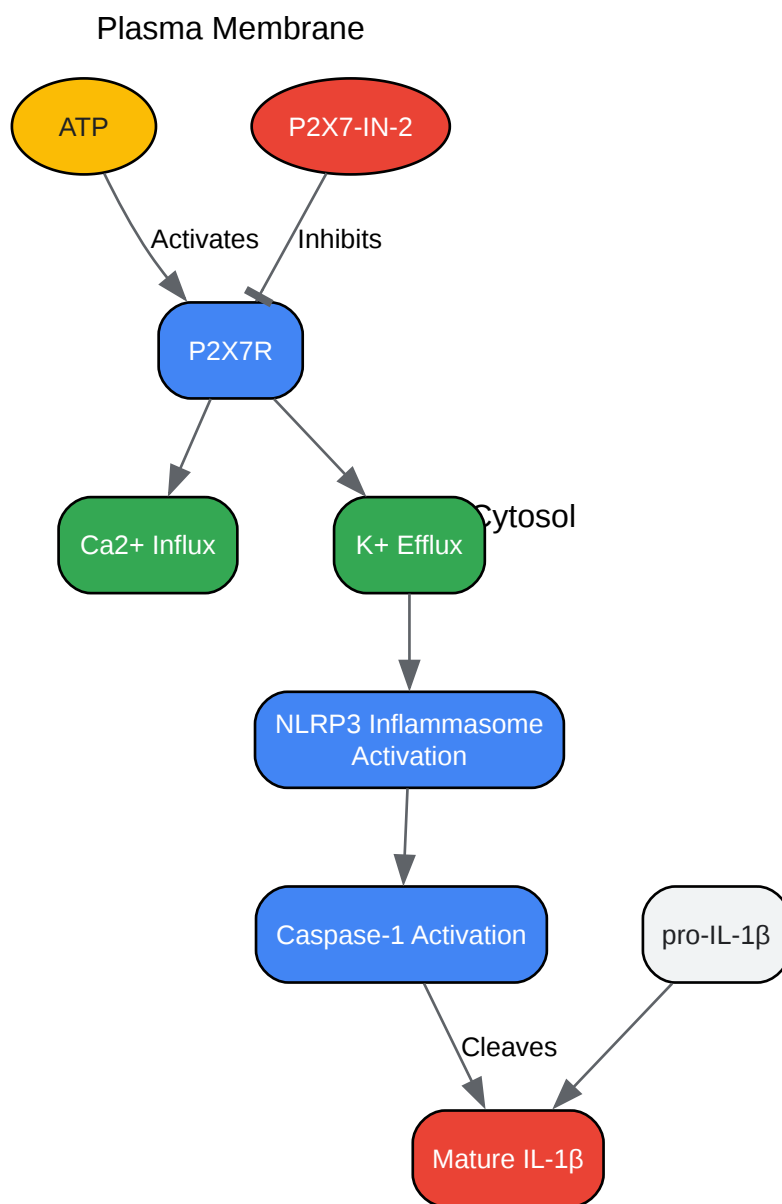 Plasma Membrane
ATP
P2X7-IN-2
Activates
Inhibits
P2X7R
Ca2+ Influx
K+ Efflux
Cytosol
NLRP3 Inflammasome
Activation
Caspase-1 Activation
pro-IL-1β
Cleaves
Mature IL-1β